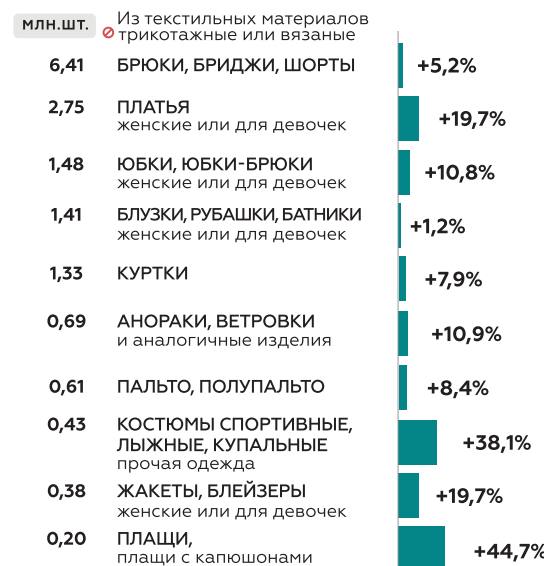 МЛН.ШТ.
Из текстильных материалов
трикотажные или вязаные
6,41 БРЮКИ, БРИДЖИ, ШОРТЫ +5,2%
2,75 ПЛАТЬЯ +19,7%
женские или для девочек
1,48 ЮБКИ, ЮБКИ-БРЮКИ +10,8%
женские или для девочек
1,41 БЛУЗКИ, РУБАШКИ, БАТНИКИ +1,2%
женские или для девочек
1,33 КУРТКИ +7,9%
0,69 АНОРАКИ, ВЕТРОВКИ +10,9%
и аналогичные изделия
0,61 ПАЛЬТО, ПОЛУПАЛЬТО +8,4%
0,43 КОСТЮМЫ СПОРТИВНЫЕ, +38,1%
ЛЫЖНЫЕ, КУПАЛЬНЫЕ
прочая одежда
0,38 ЖАКЕТЫ, БЛЕЙЗЕРЫ +19,7%
женские или для девочек
0,20 ПЛАЩИ, +44,7%
плащи с капюшонами